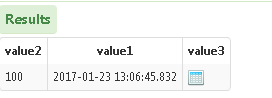 Results
value2 value1 value3
100 2017-01-23 13:06:45.832